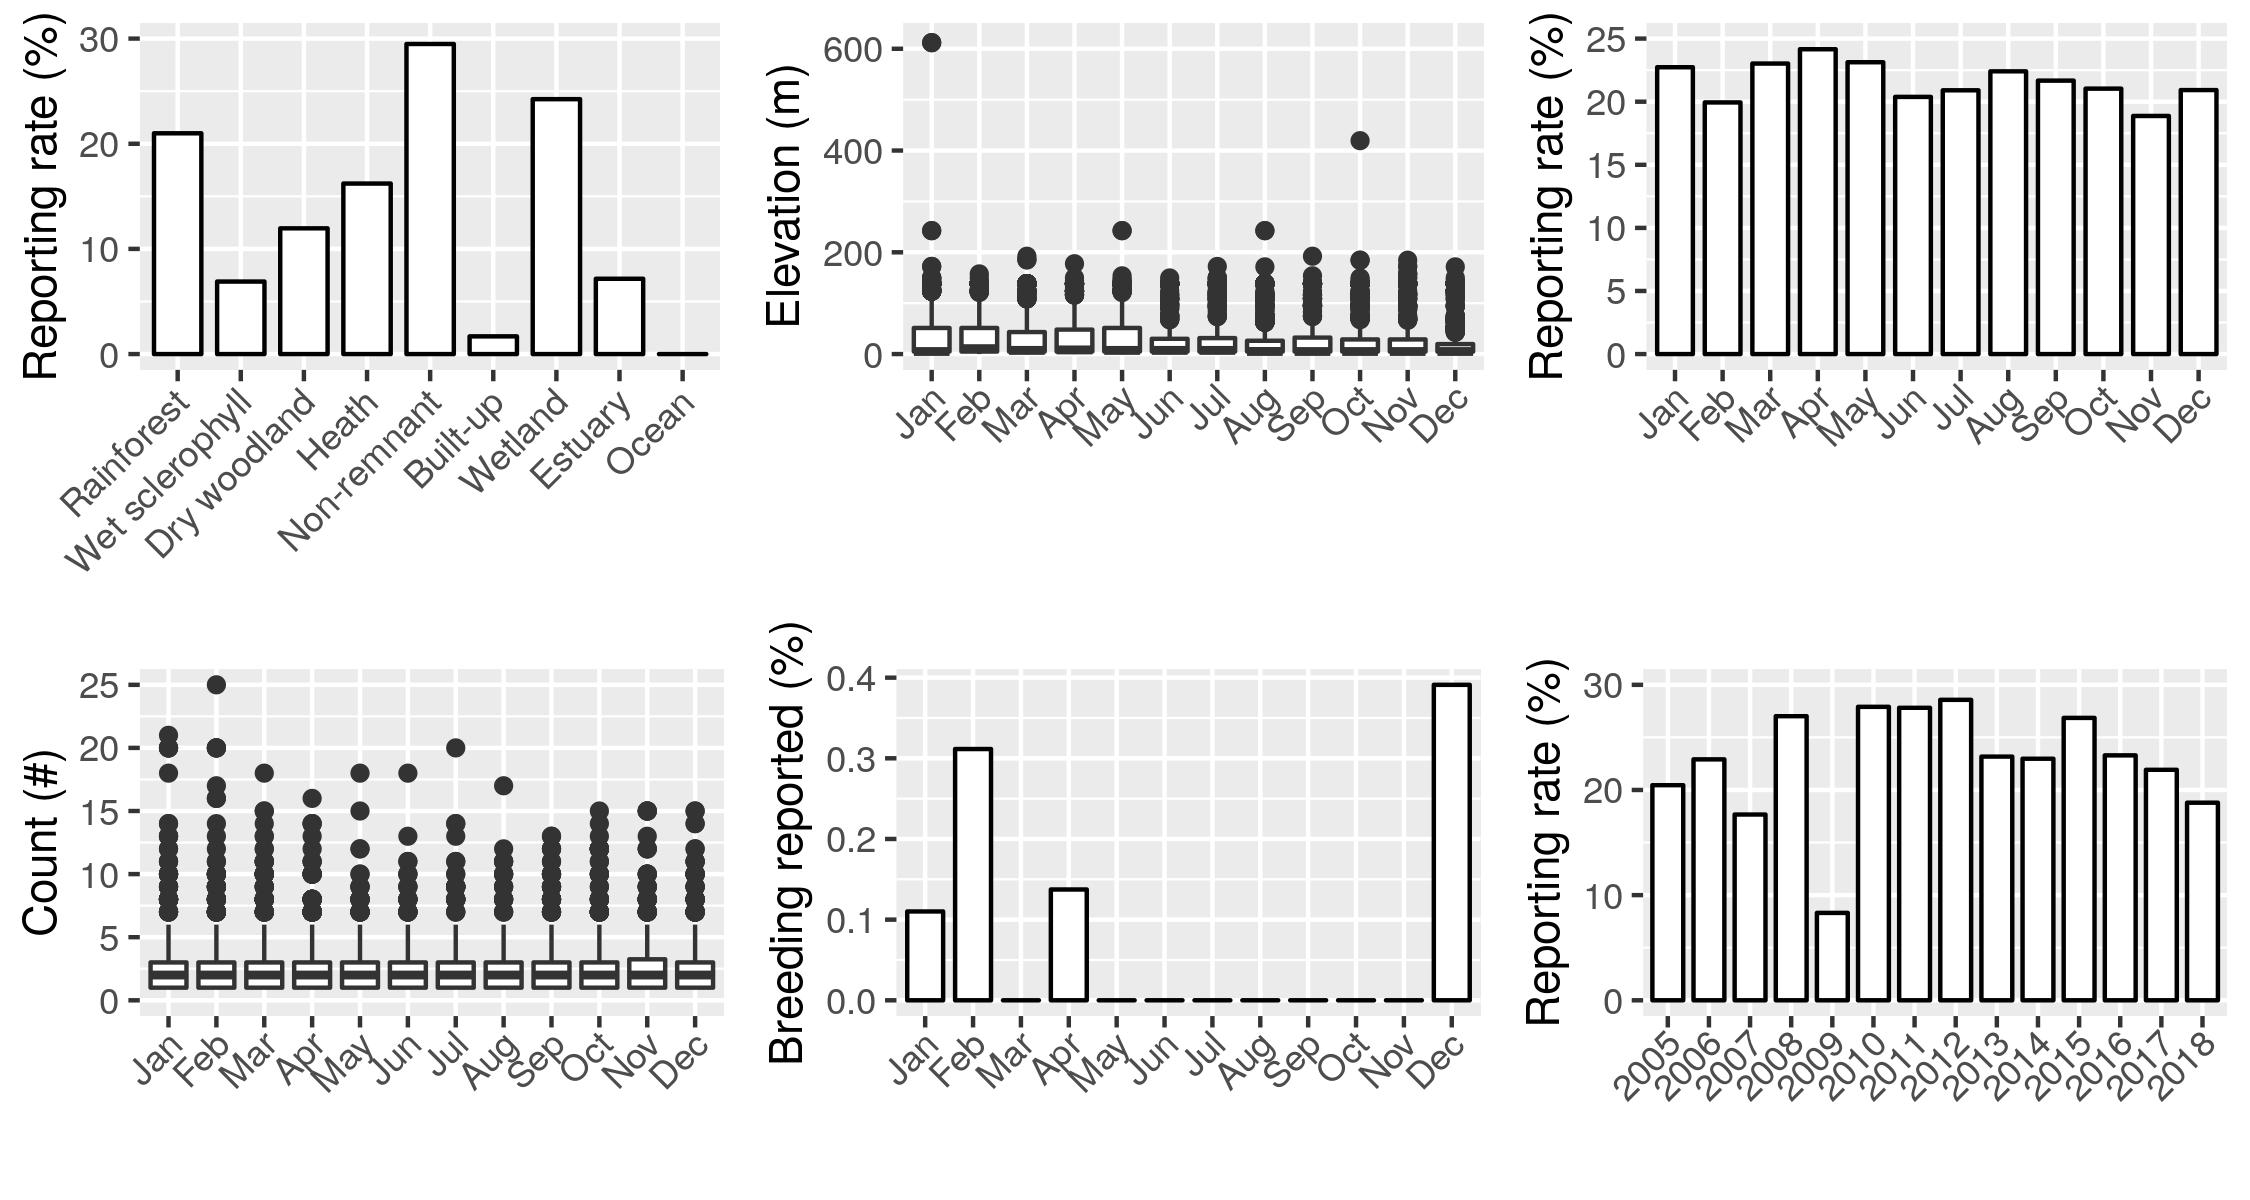 Reporting rate (%)
30
20
10
0
Rainforest
Wet sclerophyll
Dry woodland
Heath
Non-remnant
Built-up
Wetland
Estuary
Ocean
Elevation (m)
600
400
200
0
Jan
Feb
Mar
Apr
May
Jun
Jul
Aug
Sep
Oct
Nov
Dec
Reporting rate (%)
25
20
15
10
5
0
Jan
Feb
Mar
Apr
May
Jun
Jul
Aug
Sep
Oct
Nov
Dec
Count (#)
25
20
15
10
5
0
Jan
Feb
Mar
Apr
May
Jun
Jul
Aug
Sep
Oct
Nov
Dec
Breeding reported (%)
0.4
0.3
0.2
0.1
0.0
Jan
Feb
Mar
Apr
May
Jun
Jul
Aug
Sep
Oct
Nov
Dec
Reporting rate (%)
30
20
10
0
2005
2006
2007
2008
2009
2010
2011
2012
2013
2014
2015
2016
2017
2018